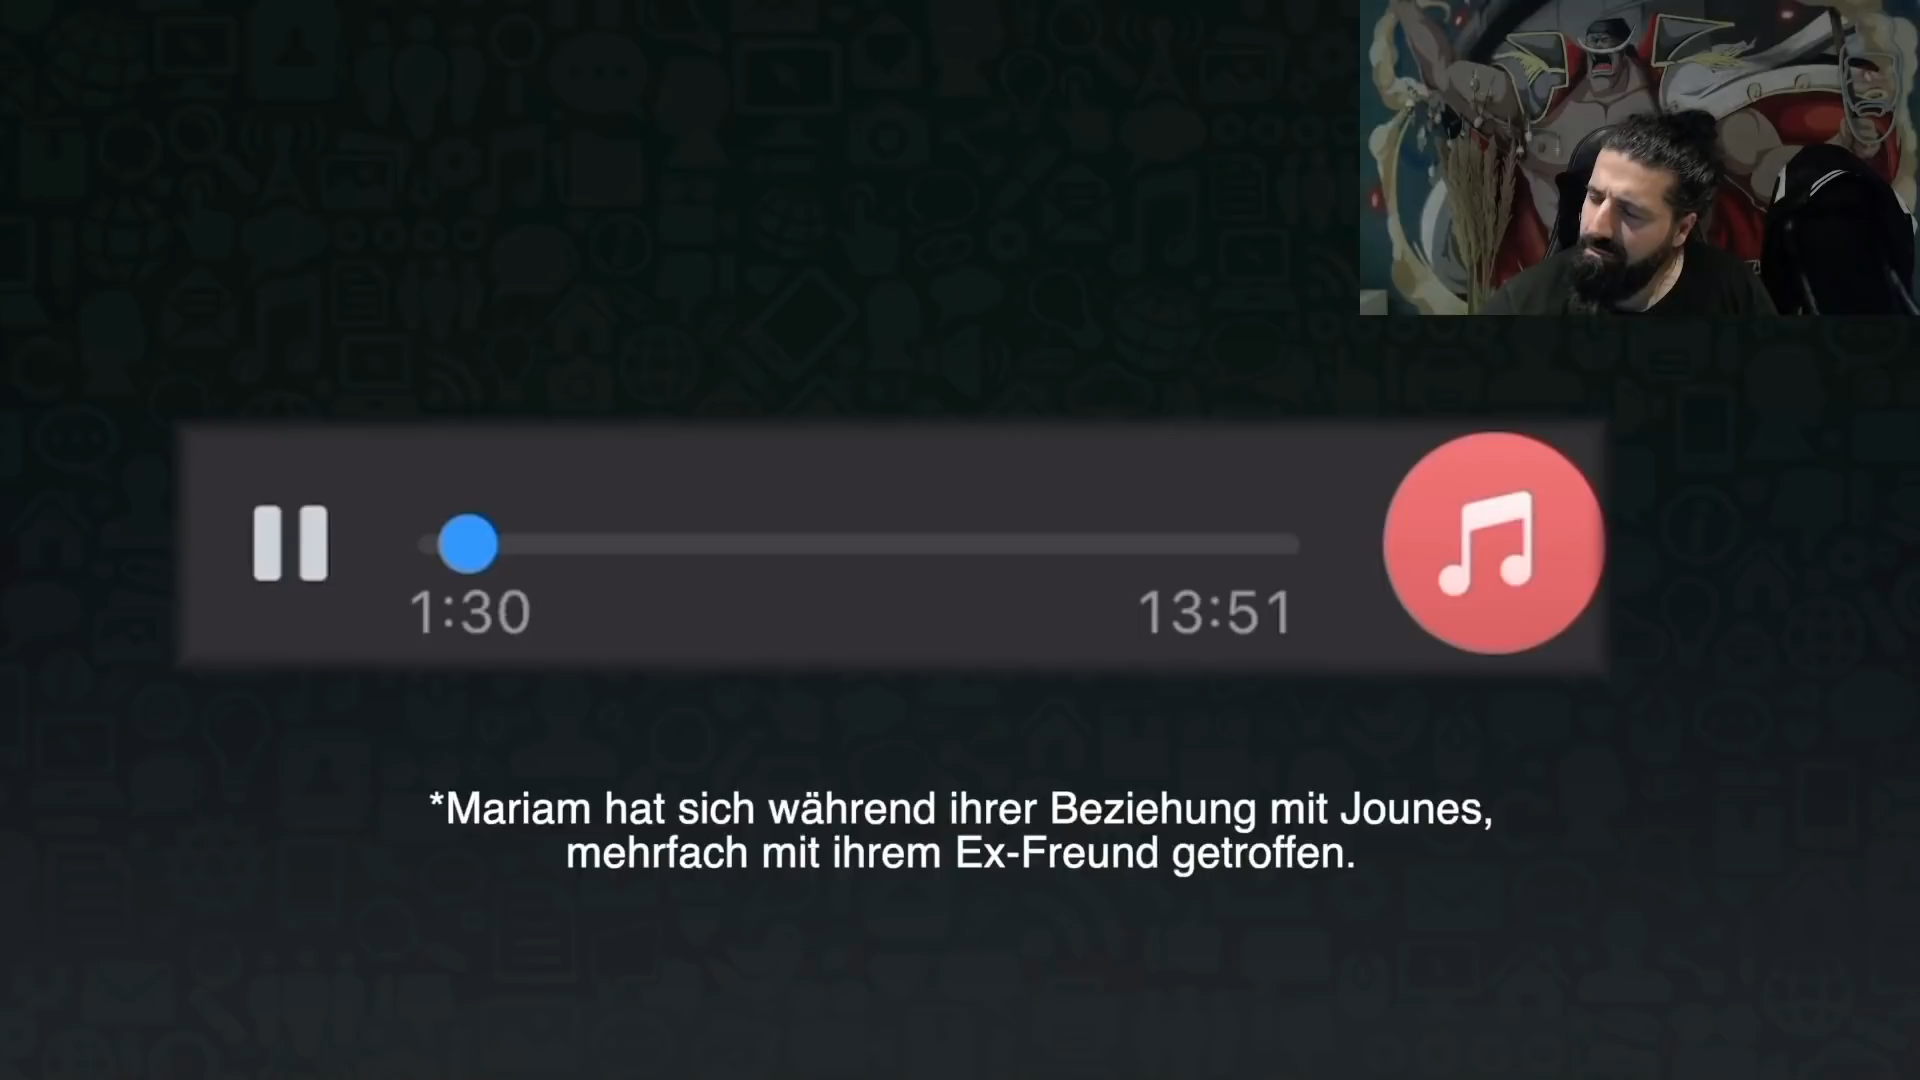 1:30
13:51
*Mariam hat sich während ihrer Beziehung mit Jounes,
mehrfach mit ihrem Ex-Freund getroffen.